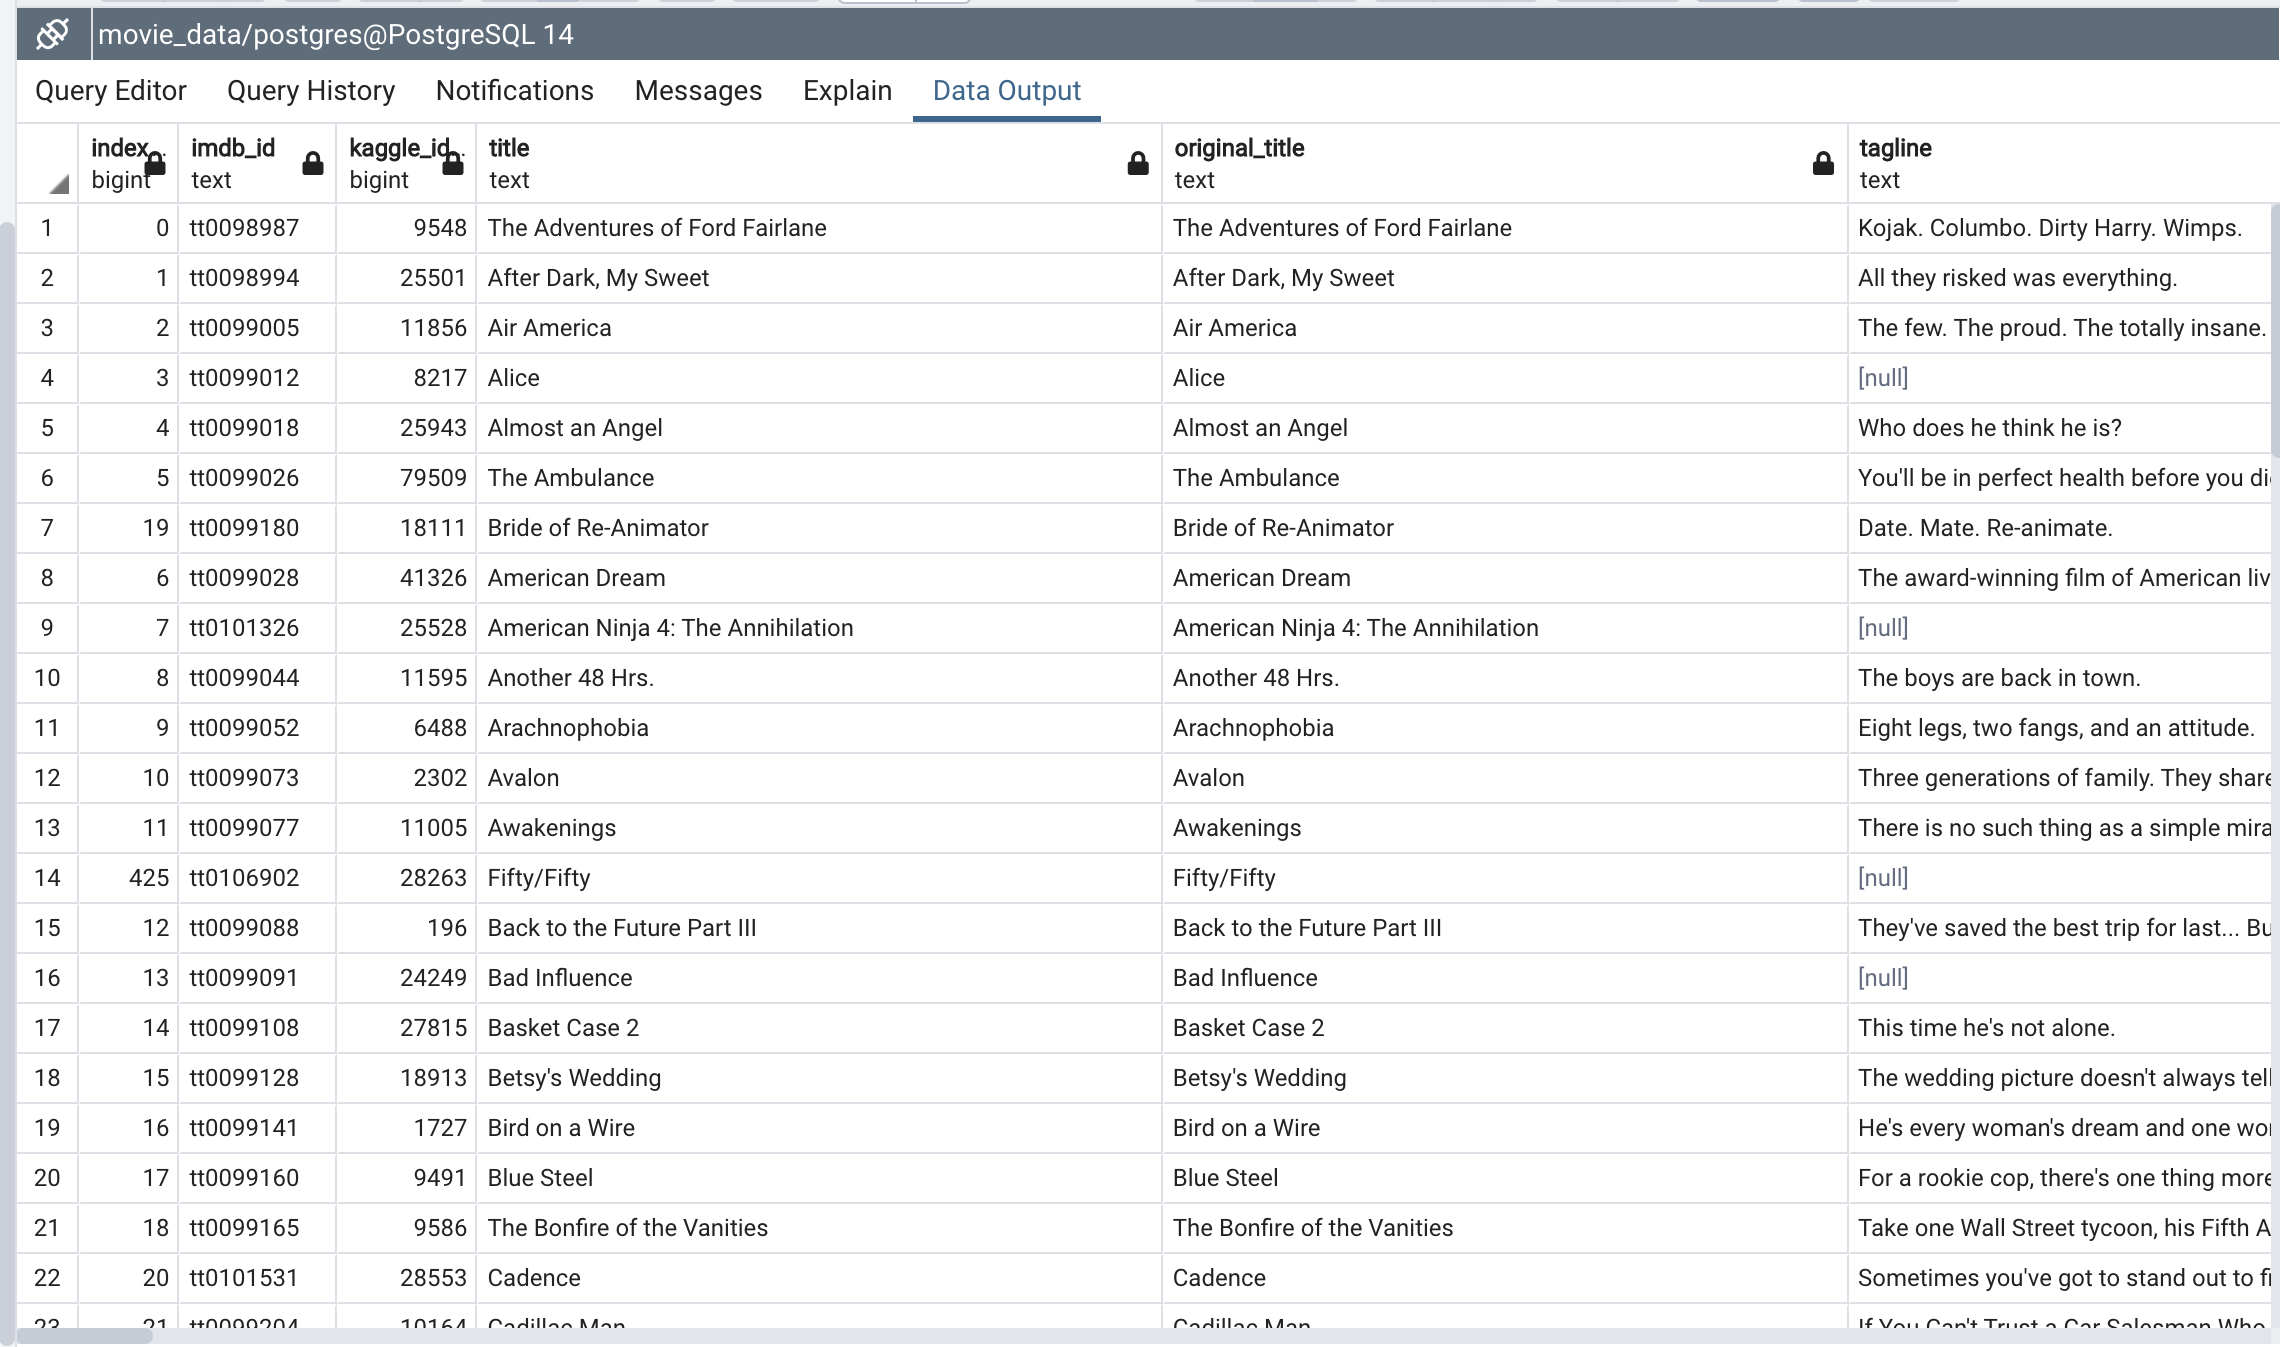 movie_data/postgres@PostgreSQL 14
Query Editor Query History Notifications Messages Explain Data Output
index imdb_id kaggle_id title original_title tagline
bigint text bigint text text text
1 0 tt0098987 9548 The Adventures of Ford Fairlane The Adventures of Ford Fairlane Kojak. Columbo. Dirty Harry. Wimps.
2 1 tt0098994 25501 After Dark, My Sweet After Dark, My Sweet All they risked was everything.
3 2 tt0099005 11856 Air America Air America The few. The proud. The totally insane.
4 3 tt0099012 8217 Alice Alice [null]
5 4 tt0099018 25943 Almost an Angel Almost an Angel Who does he think he is?
6 5 tt0099026 79509 The Ambulance The Ambulance You'll be in perfect health before you di
7 19 tt0099180 18111 Bride of Re-Animator Bride of Re-Animator Date. Mate. Re-animate.
8 6 tt0099028 41326 American Dream American Dream The award-winning film of American liv
9 7 tt0101326 25528 American Ninja 4: The Annihilation American Ninja 4: The Annihilation [null]
10 8 tt0099044 11595 Another 48 Hrs. Another 48 Hrs. The boys are back in town.
11 9 tt0099052 6488 Arachnophobia Arachnophobia Eight legs, two fangs, and an attitude.
12 10 tt0099073 2302 Avalon Avalon Three generations of family. They share
13 11 tt0099077 11005 Awakenings Awakenings There is no such thing as a simple mira
14 425 tt0106902 28263 Fifty/Fifty Fifty/Fifty [null]
15 12 tt0099088 196 Back to the Future Part III Back to the Future Part III They've saved the best trip for last... Bu
16 13 tt0099091 24249 Bad Influence Bad Influence [null]
17 14 tt0099108 27815 Basket Case 2 Basket Case 2 This time he's not alone.
18 15 tt0099128 18913 Betsy's Wedding Betsy's Wedding The wedding picture doesn't always tell
19 16 tt0099141 1727 Bird on a Wire Bird on a Wire He's every woman's dream and one wo
20 17 tt0099160 9491 Blue Steel Blue Steel For a rookie cop, there's one thing more
21 18 tt0099165 9586 The Bonfire of the Vanities The Bonfire of the Vanities Take one Wall Street tycoon, his Fifth A
22 20 tt0101531 28553 Cadence Cadence Sometimes you've got to stand out to fi
23 21 tt0099204 10164 Cadillac Man Cadillac Man If You Can't Trust a Car Salesman Who